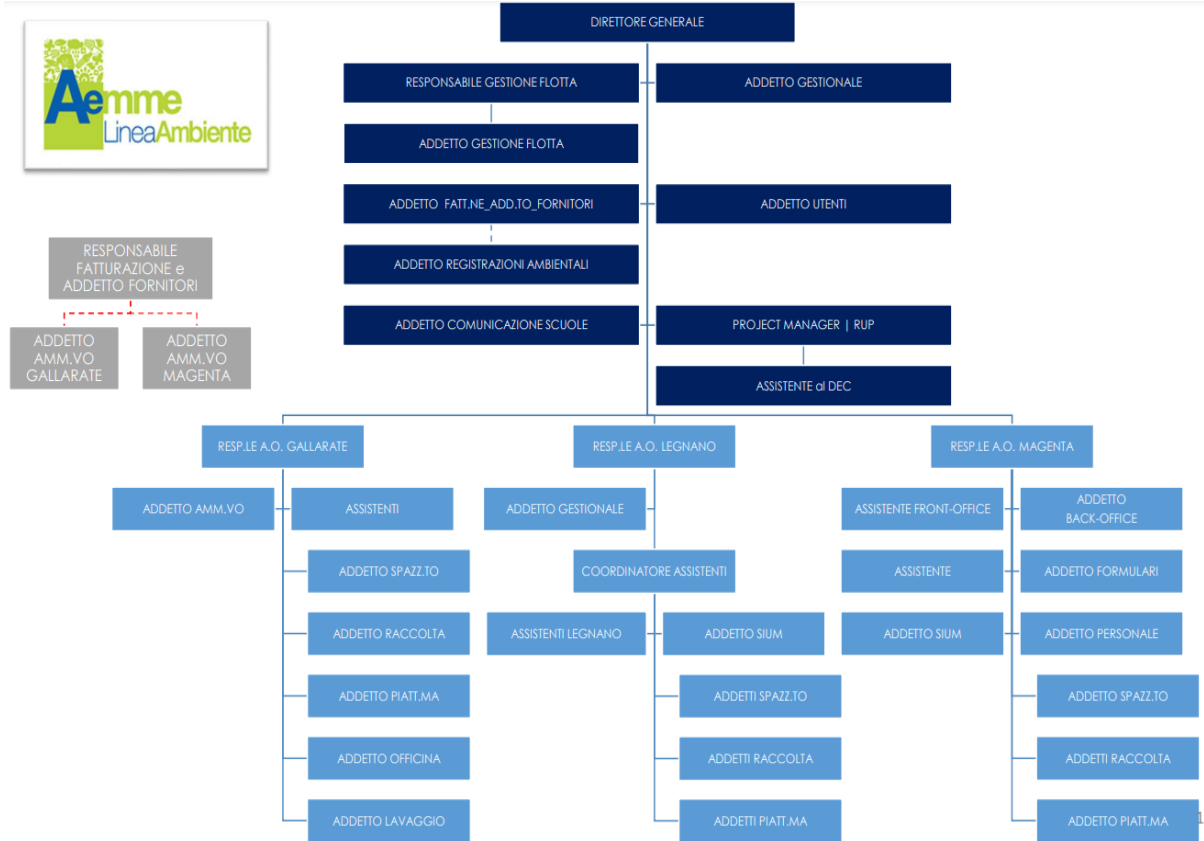 DIRETTORE GENERALE
Aemme
LineaAmbiente
RESPONSABILE GESTIONE FLOTTA
ADDETTO GESTIONALE
ADDETTO GESTIONE FLOTTA
ADDETTO FATT.NE_ADD.TO_FORNITORI
ADDETTO UTENTI
RESPONSABILE
FATTURAZIONE e
ADDETTO FORNITORI
ADDETTO REGISTRAZIONI AMBIENTALI
ADDETTO COMUNICAZIONE SCUOLE
PROJECT MANAGER | RUP
ADDETTO
AMM.VO
GALLARATE
ADDETTO
AMM.VO
MAGENTA
ASSISTENTE al DEC
RESP.LE A.O. GALLARATE
RESP.LE A.O. LEGNANO
RESP.LE A.O. MAGENTA
ADDETTO AMM.VO
ASSISTENTI
ADDETTO GESTIONALE
ASSISTENTE FRONT-OFFICE
ADDETTO
BACK-OFFICE
ADDETTO SPAZZ.TO
COORDINATORE ASSISTENTI
ASSISTENTE
ADDETTO FORMULARI
ADDETTO RACCOLTA
ASSISTENTI LEGNANO
ADDETTO SIUM
ADDETTO SIUM
ADDETTO PERSONALE
ADDETTO PIATT.MA
ADDETTI SPAZZ.TO
ADDETTO SPAZZ.TO
ADDETTO OFFICINA
ADDETTI RACCOLTA
ADDETTI RACCOLTA
ADDETTO LAVAGGIO
ADDETTI PIATT.MA
ADDETTO PIATT.MA
1